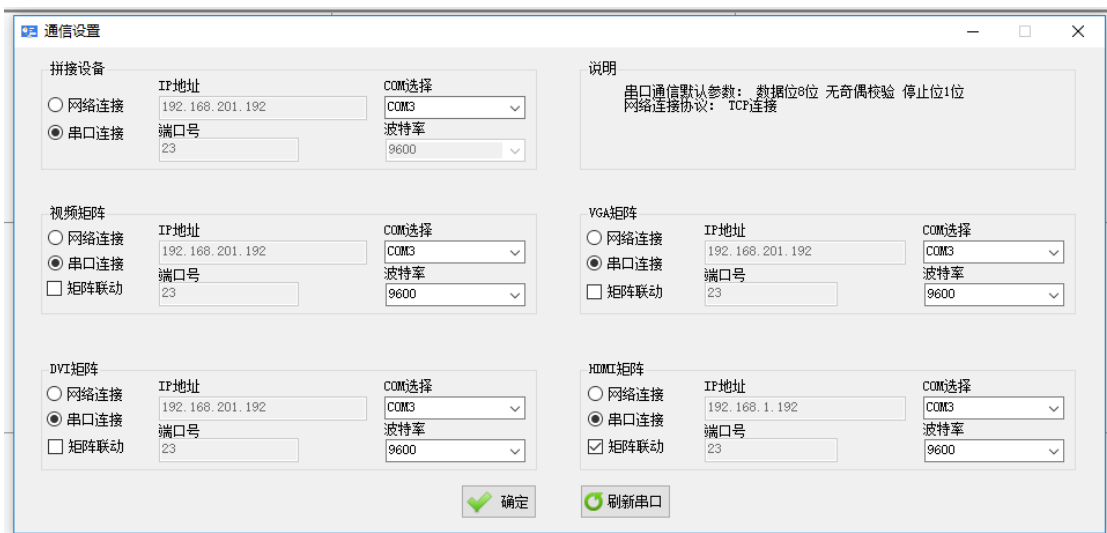 通信设置
拼接设备
网络连接
串口连接
IP地址
192.168.201.192
端口号
23
COM选择
COM3
波特率
9600
说明
串口通信默认参数： 数据位8位 无奇偶校验 停止位1位
网络连接协议： TCP连接
视频矩阵
网络连接
串口连接
矩阵联动
IP地址
192.168.201.192
端口号
23
COM选择
COM3
波特率
9600
VGA矩阵
网络连接
串口连接
矩阵联动
IP地址
192.168.201.192
端口号
23
COM选择
COM3
波特率
9600
DVI矩阵
网络连接
串口连接
矩阵联动
IP地址
192.168.201.192
端口号
23
COM选择
COM3
波特率
9600
HDMI矩阵
网络连接
串口连接
矩阵联动
IP地址
192.168.1.192
端口号
23
COM选择
COM3
波特率
9600
确定
刷新串口